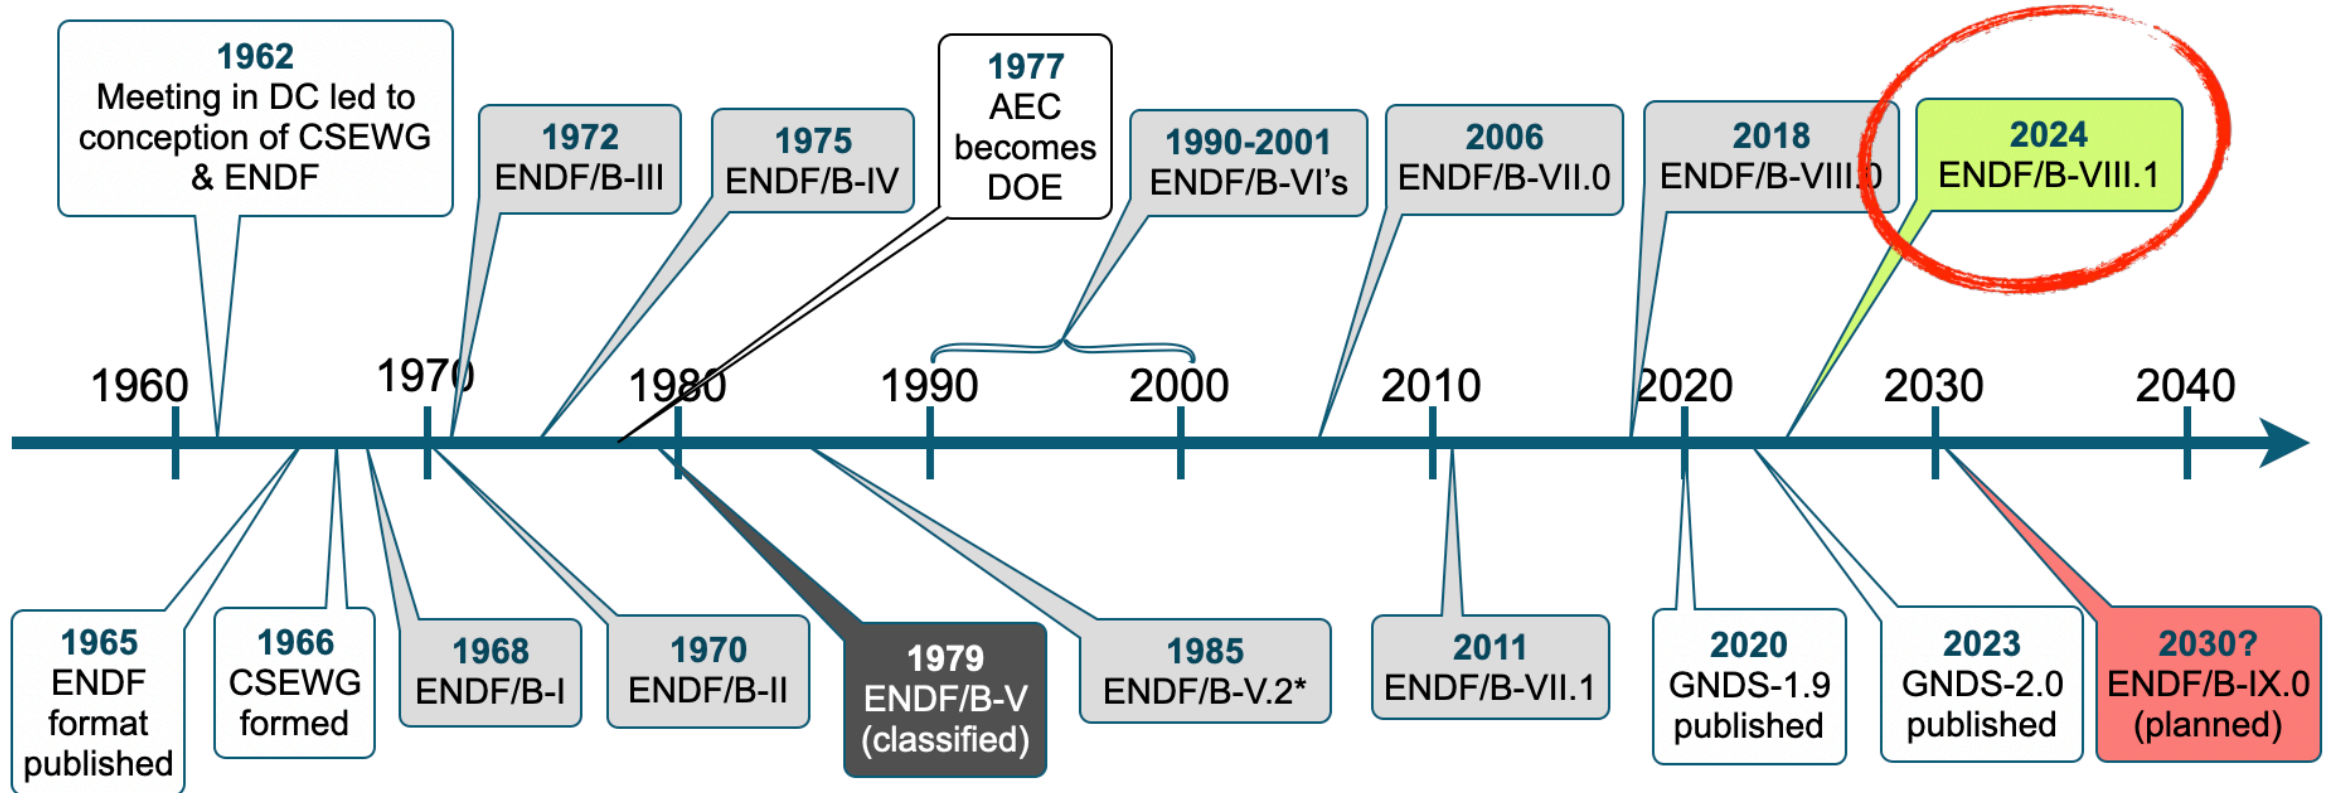 1962
Meeting in DC led to
conception of CSEWG
& ENDF
1972
ENDF/B-III
1975
ENDF/B-IV
1977
AEC
becomes
DOE
1990-2001
ENDF/B-VI's
2006
ENDF/B-VII.0
2018
ENDF/B-VIII.0
2024
ENDF/B-VIII.1
1960
1970
1980
1990
2000
2010
2020
2030
2040
1965
ENDF
format
published
1966
CSEWG
formed
1968
ENDF/B-I
1970
ENDF/B-II
1979
ENDF/B-V
(classified)
1985
ENDF/B-V.2*
2011
ENDF/B-VII.1
2020
GNDS-1.9
published
2023
GNDS-2.0
published
2030?
ENDF/B-IX.0
(planned)